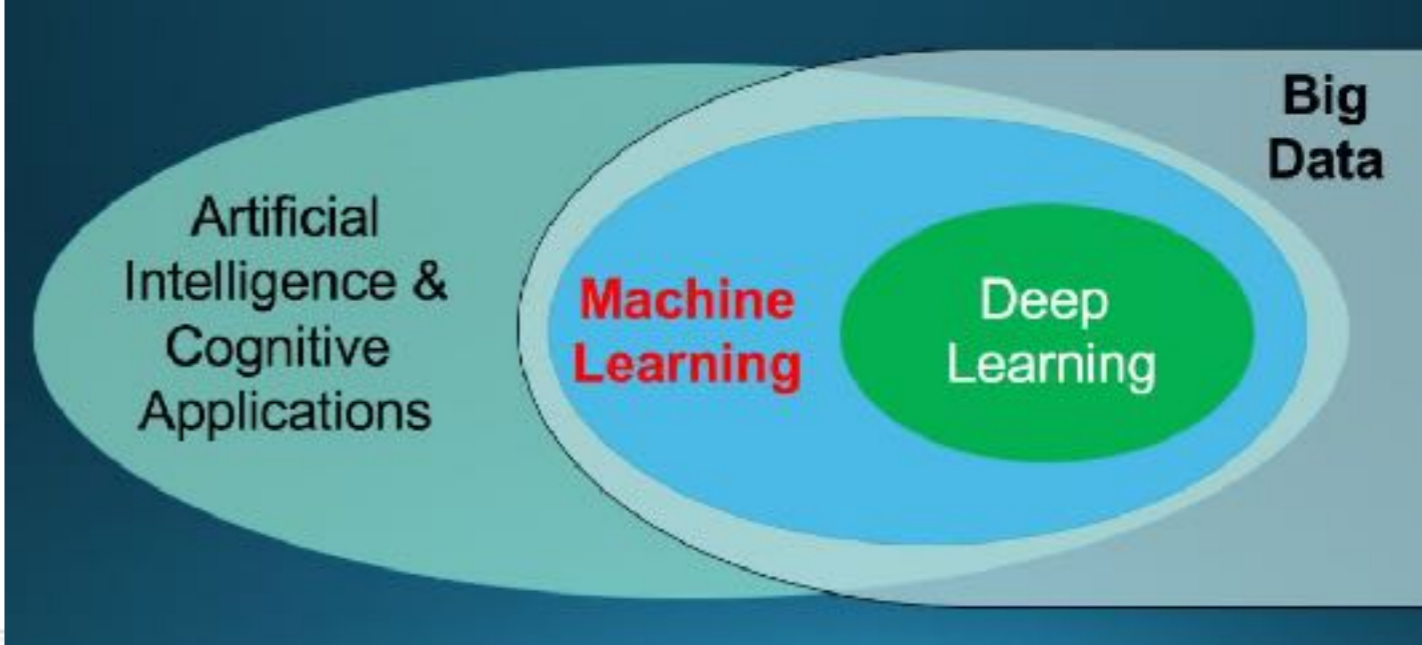 Artificial
Intelligence &
Cognitive
Applications
Machine
Learning
Deep
Learning
Big
Data